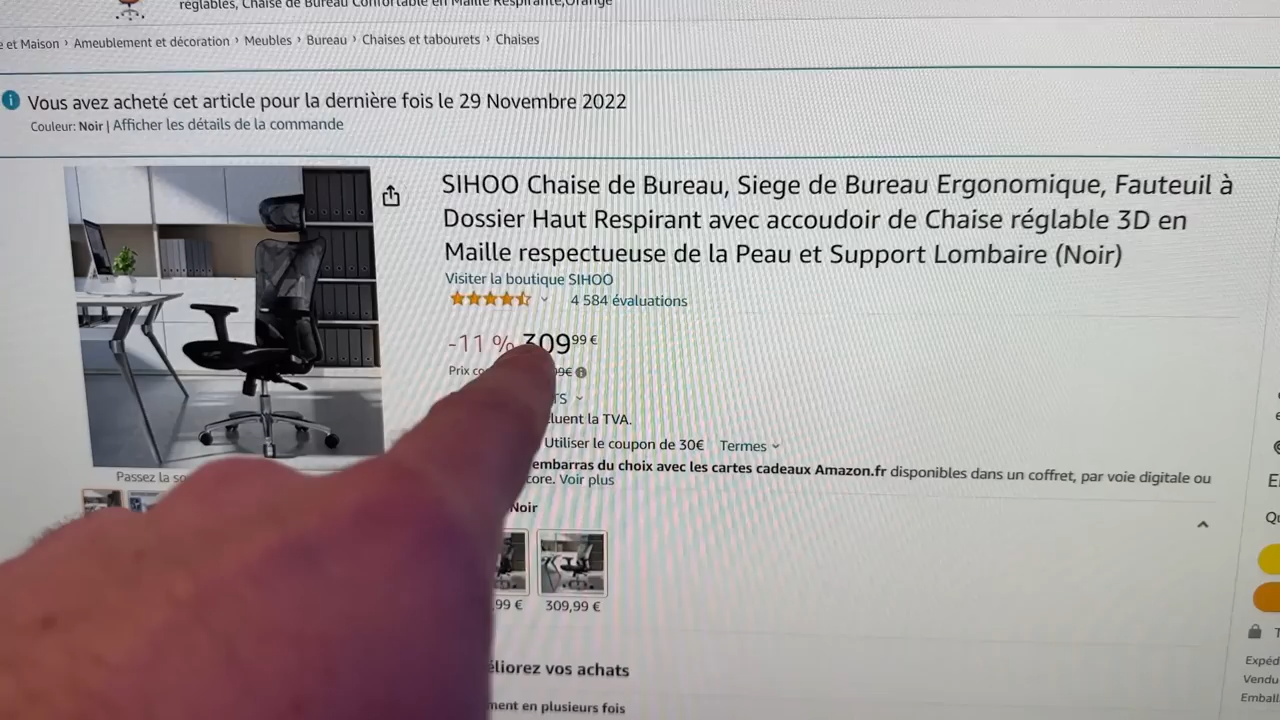 réglables, Chaise de Bureau Confortable en Maille Respirante,Orange
e et Maison › Ameublement et décoration › Meubles › Bureau › Chaises et tabourets › Chaises
Vous avez acheté cet article pour la dernière fois le 29 Novembre 2022
Couleur: Noir | Afficher les détails de la commande
SIHOO Chaise de Bureau, Siege de Bureau Ergonomique, Fauteuil à
Dossier Haut Respirant avec accoudoir de Chaise réglable 3D en
Maille respectueuse de la Peau et Support Lombaire (Noir)
Visiter la boutique SIHOO
4 584 évaluations
-11 % 309,99 €
Prix co 9€
TS
luent la TVA.
Utiliser le coupon de 30€ Termes
embarras du choix avec les cartes cadeaux Amazon.fr disponibles dans un coffret, par voie digitale ou
core. Voir plus
Passez la so
Noir
,99 € 309,99 €
éliorez vos achats
ment en plusieurs fois
E
Qu
T
Expéd
Vendu
Emball